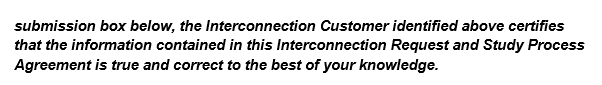 submission box below, the Interconnection Customer identified above certifies
that the information contained in this Interconnection Request and Study Process
Agreement is true and correct to the best of your knowledge.